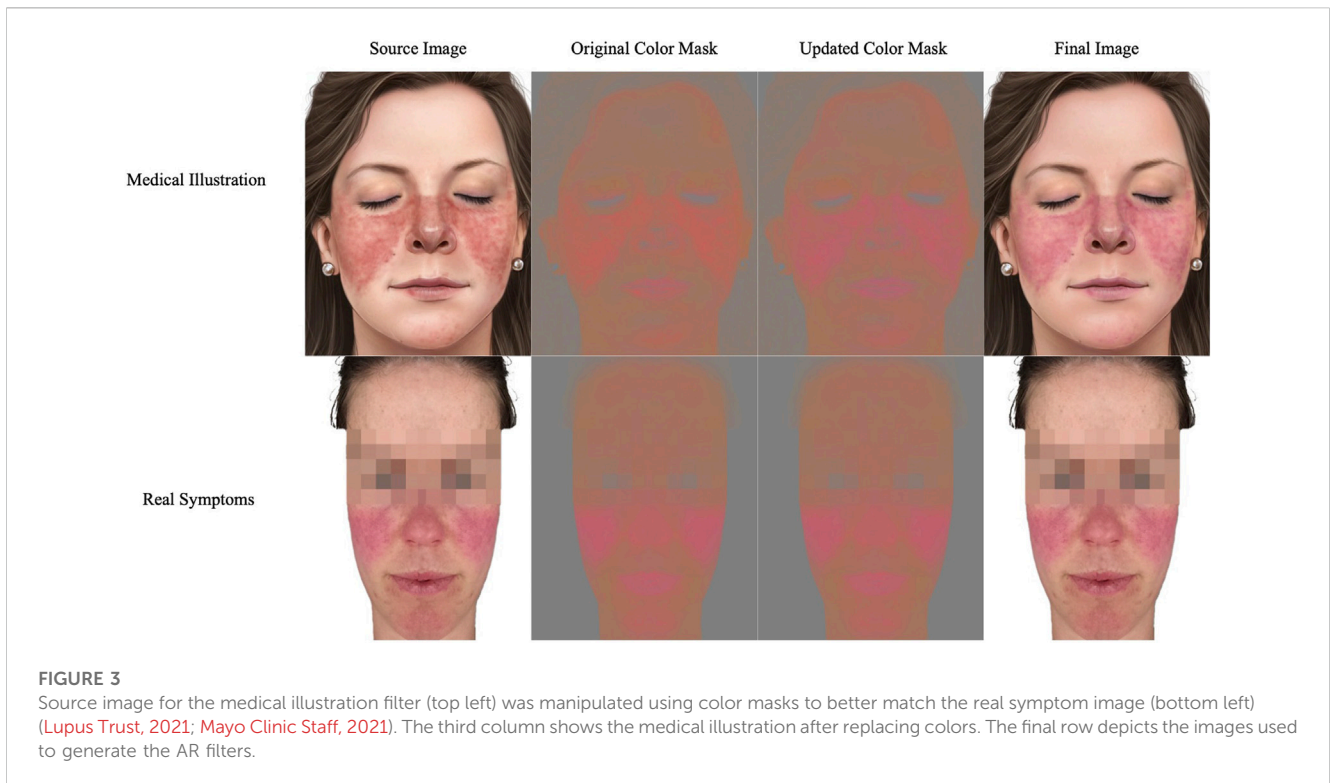 Source Image Original Color Mask Updated Color Mask Final Image
Medical Illustration
Real Symptoms
FIGURE 3
Source image for the medical illustration filter (top left) was manipulated using color masks to better match the real symptom image (bottom left)
(Lupus Trust, 2021; Mayo Clinic Staff, 2021). The third column shows the medical illustration after replacing colors. The final row depicts the images used
to generate the AR filters.